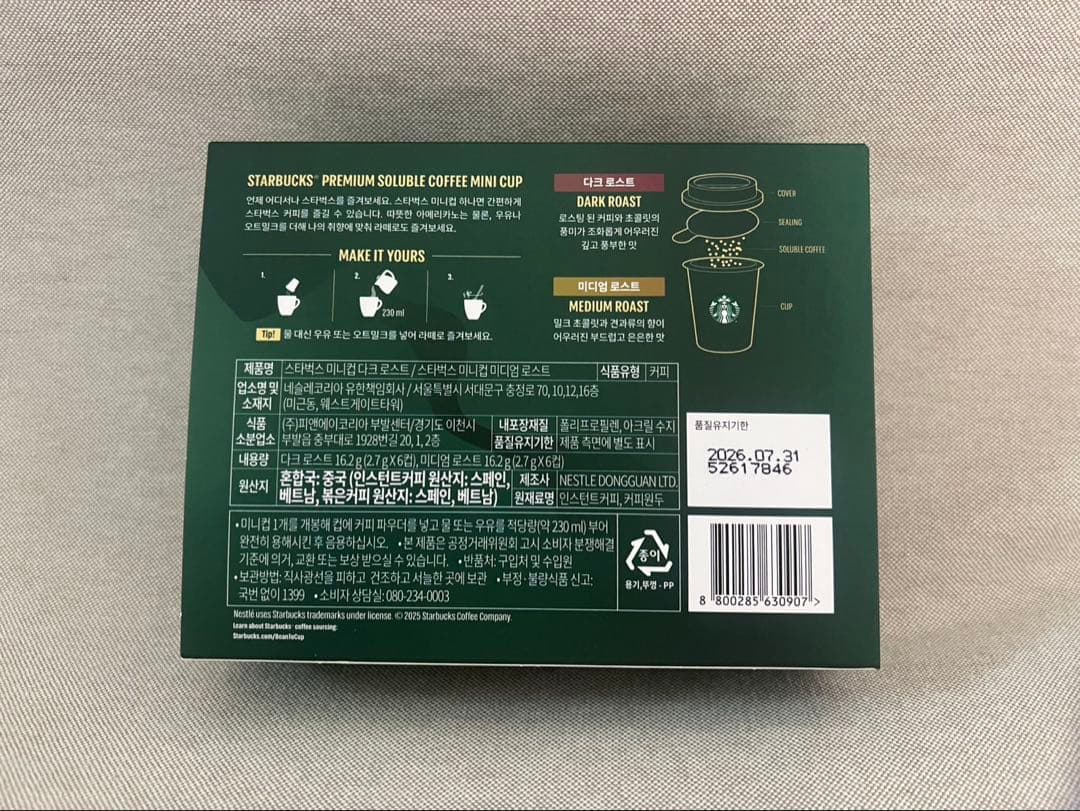 STARBUCKS® PREMIUM SOLUBLE COFFEE MINI CUP
언제 어디서나 스타벅스를 즐겨보세요. 스타벅스 미니컵 하나면 간편하게
스타벅스 커피를 즐길 수 있습니다. 따뜻한 아메리카노는 물론, 우유나
오트밀크를 더해 나의 취향에 맞춰 라떼로도 즐겨보세요.
MAKE IT YOURS
1.
2.
3.
230 ml
Tip! 물 대신 우유 또는 오트밀크를 넣어 라떼로 즐겨보세요.
다크 로스트
DARK ROAST
로스팅 된 커피와 초콜릿의
풍미가 조화롭게 어우러진
깊고 풍부한 맛
미디엄 로스트
MEDIUM ROAST
밀크 초콜릿과 견과류의 향이
어우러진 부드럽고 은은한 맛
COVER
SEALING
SOLUBLE COFFEE
CUP
제품명 스타벅스 미니컵 다크 로스트 / 스타벅스 미니컵 미디엄 로스트 식품유형 커피
업소명 및 네슬레코리아 유한책임회사 / 서울특별시 서대문구 충정로 70, 10,12,16층
소재지 (미근동, 웨스트게이트타워)
식품 (주)피앤에이코리아 부발센터/경기도 이천시 내포장재질 폴리프로필렌, 아크릴 수지
소분업소 부발읍 중부대로 1928번길 20, 1, 2층 품질유지기한 제품 측면에 별도 표시
내용량 다크 로스트 16.2 g (2.7 g X 6컵), 미디엄 로스트 16.2 g (2.7 g X 6컵)
원산지 혼합국: 중국 (인스턴트커피 원산지: 스페인, 제조사 NESTLE DONGGUAN LTD.
베트남, 볶은커피 원산지: 스페인, 베트남) 원재료명 인스턴트커피, 커피원두
•미니컵 1개를 개봉해 컵에 커피 파우더를 넣고 물 또는 우유를 적당량(약 230 ml) 부어
완전히 용해시킨 후 음용하십시오. •본 제품은 공정거래위원회 고시 소비자 분쟁해결
기준에 의거, 교환 또는 보상 받으실 수 있습니다. •반품처: 구입처 및 수입원
•보관방법: 직사광선을 피하고 건조하고 서늘한 곳에 보관 •부정·불량식품 신고:
국번 없이 1399 •소비자 상담실: 080-234-0003
종이
용기,뚜껑 - PP
Nestlé uses Starbucks trademarks under license. © 2025 Starbucks Coffee Company.
Learn about Starbucks® coffee sourcing:
Starbucks.com/BeanToCup
품질유지기한
2026.07.31
52617846
8 800285 630907 >